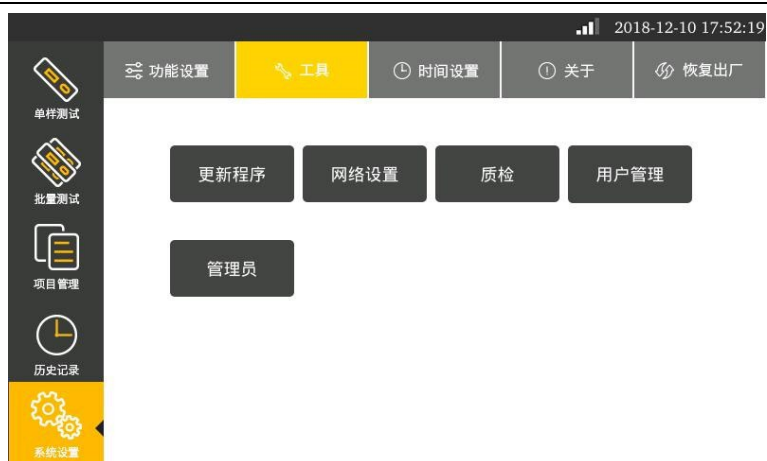 2018-12-10 17:52:19
功能设置
工具
时间设置
关于
恢复出厂
单样测试
批量测试
项目管理
历史记录
系统设置
更新程序
网络设置
质检
用户管理
管理员